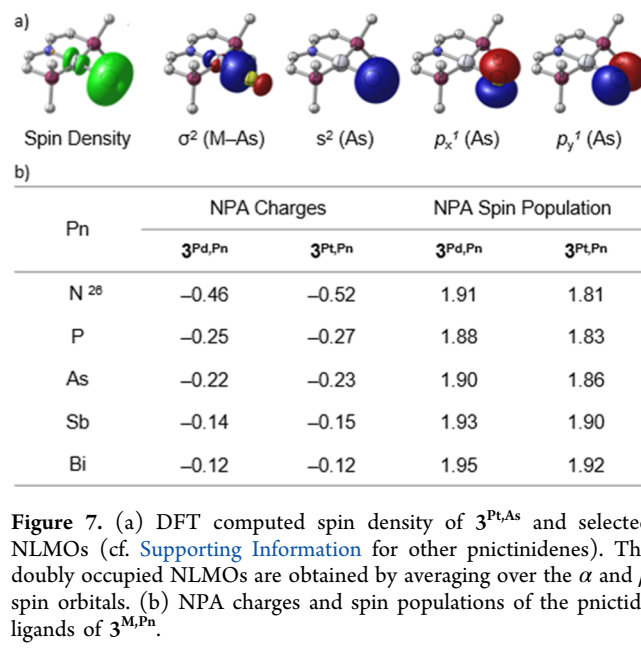 a)
Spin Density σ² (M–As) s² (As) pₓ¹ (As) p_y¹ (As)
b)
Pn NPA Charges NPA Spin Population
3^Pd,Pn 3^Pt,Pn 3^Pd,Pn 3^Pt,Pn
N ²⁶ –0.46 –0.52 1.91 1.81
P –0.25 –0.27 1.88 1.83
As –0.22 –0.23 1.90 1.86
Sb –0.14 –0.15 1.93 1.90
Bi –0.12 –0.12 1.95 1.92
Figure 7. (a) DFT computed spin density of 3^Pt,As and selected
NLMOs (cf. Supporting Information for other pnictinidenes). Th
doubly occupied NLMOs are obtained by averaging over the α and
spin orbitals. (b) NPA charges and spin populations of the pnictid
ligands of 3^M,Pn.